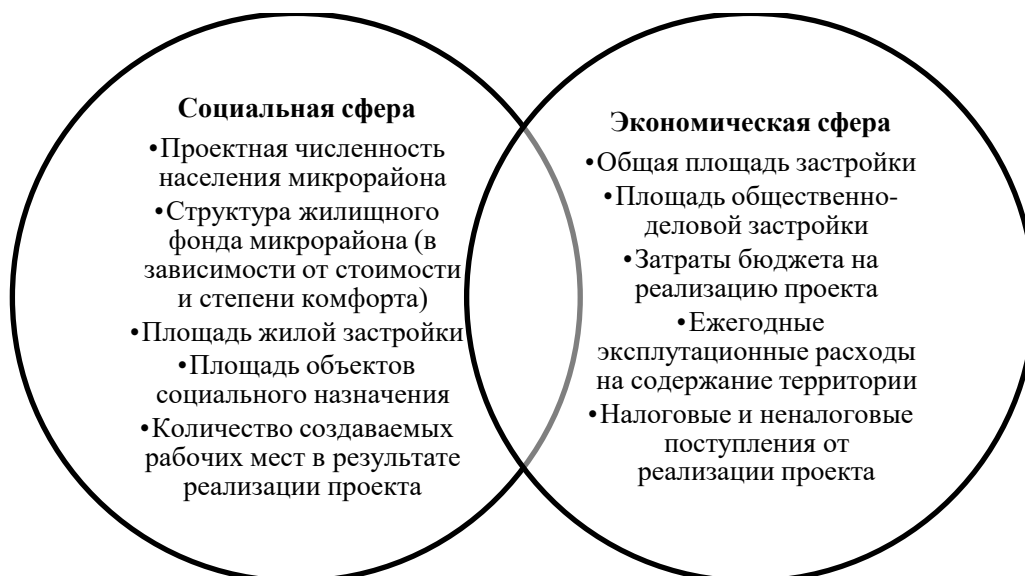 Социальная сфера
•Проектная численность
населения микрорайона
•Структура жилищного
фонда микрорайона (в
зависимости от стоимости
и степени комфорта)
•Площадь жилой застройки
•Площадь объектов
социального назначения
•Количество создаваемых
рабочих мест в результате
реализации проекта
Экономическая сфера
•Общая площадь застройки
•Площадь общественно-
деловой застройки
•Затраты бюджета на
реализацию проекта
•Ежегодные
эксплутационные расходы
на содержание территории
•Налоговые и неналоговые
поступления от
реализации проекта